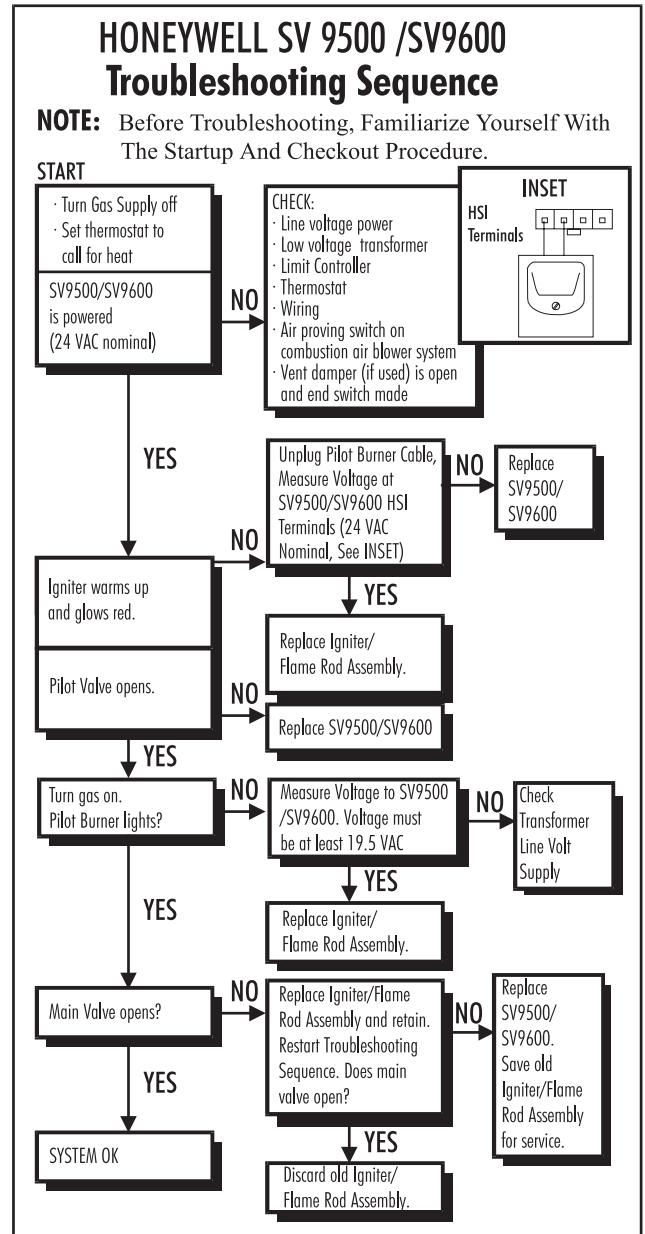 HONEYWELL SV 9500 /SV9600
Troubleshooting Sequence
NOTE: Before Troubleshooting, Familiarize Yourself With
The Startup And Checkout Procedure.
START
· Turn Gas Supply off
· Set thermostat to
call for heat
SV9500/SV9600
is powered
(24 VAC nominal)
NO
CHECK:
· Line voltage power
· Low voltage transformer
· Limit Controller
· Thermostat
· Wiring
· Air proving switch on
combustion air blower system
· Vent damper (if used) is open
and end switch made
INSET
HSI
Terminals
YES
Igniter warms up
and glows red.
NO
Unplug Pilot Burner Cable,
Measure Voltage at
SV9500/SV9600 HSI
Terminals (24 VAC
Nominal, See INSET)
NO
Replace
SV9500/
SV9600
YES
Replace Igniter/
Flame Rod Assembly.
Pilot Valve opens.
NO
Replace SV9500/SV9600
YES
Turn gas on.
Pilot Burner lights?
NO
Measure Voltage to SV9500
/SV9600. Voltage must
be at least 19.5 VAC
NO
Check
Transformer
Line Volt
Supply
YES
Replace Igniter/
Flame Rod Assembly.
YES
Main Valve opens?
NO
Replace Igniter/Flame
Rod Assembly and retain.
Restart Troubleshooting
Sequence. Does main
valve open?
NO
Replace
SV9500/
SV9600.
Save old
Igniter/Flame
Rod Assembly
for service.
YES
Discard old Igniter/
Flame Rod Assembly.
YES
SYSTEM OK